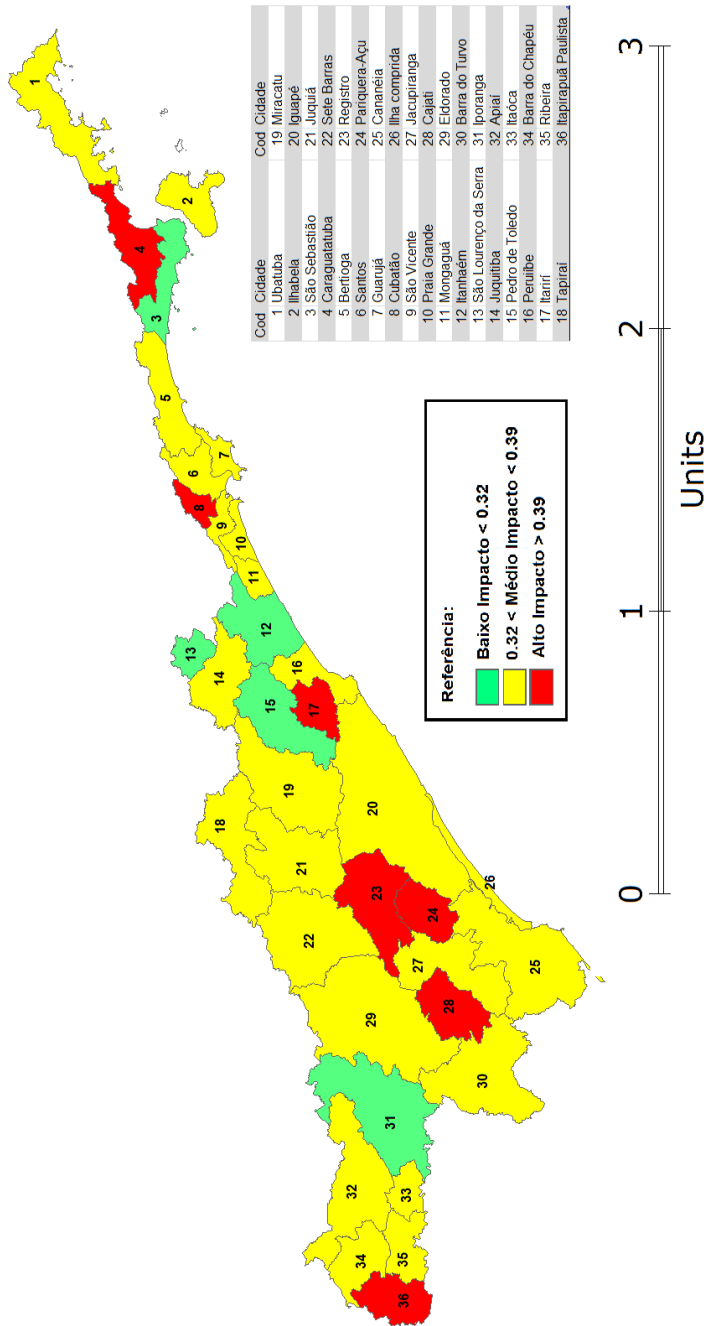 1
2
3
4
5
6
7
8
9
10
11
12
13
14
15
16
17
18
19
20
21
22
23
24
25
26
27
28
29
30
31
32
33
34
35
36
Cod Cidade Cod Cidade
1 Ubatuba 19 Miracatu
2 Ilhabela 20 Iguapé
3 São Sebastião 21 Juquiá
4 Caraguatatuba 22 Sete Barras
5 Bertioga 23 Registro
6 Santos 24 Pariquera-Açu
7 Guarujá 25 Cananéia
8 Cubatão 26 Ilha comprida
9 São Vicente 27 Jacupiranga
10 Praia Grande 28 Cajati
11 Mongaguá 29 Eldorado
12 Itanhaém 30 Barra do Turvo
13 São Lourenço da Serra 31 Iporanga
14 Juquitiba 32 Apiaí
15 Pedro de Toledo 33 Itaóca
16 Peruíbe 34 Barra do Chapéu
17 Itarirí 35 Ribeira
18 Tapiraí 36 Itapirapuã Paulista
Referência:
Baixo Impacto < 0.32
0.32 < Médio Impacto < 0.39
Alto Impacto > 0.39
0 1 2 3
Units